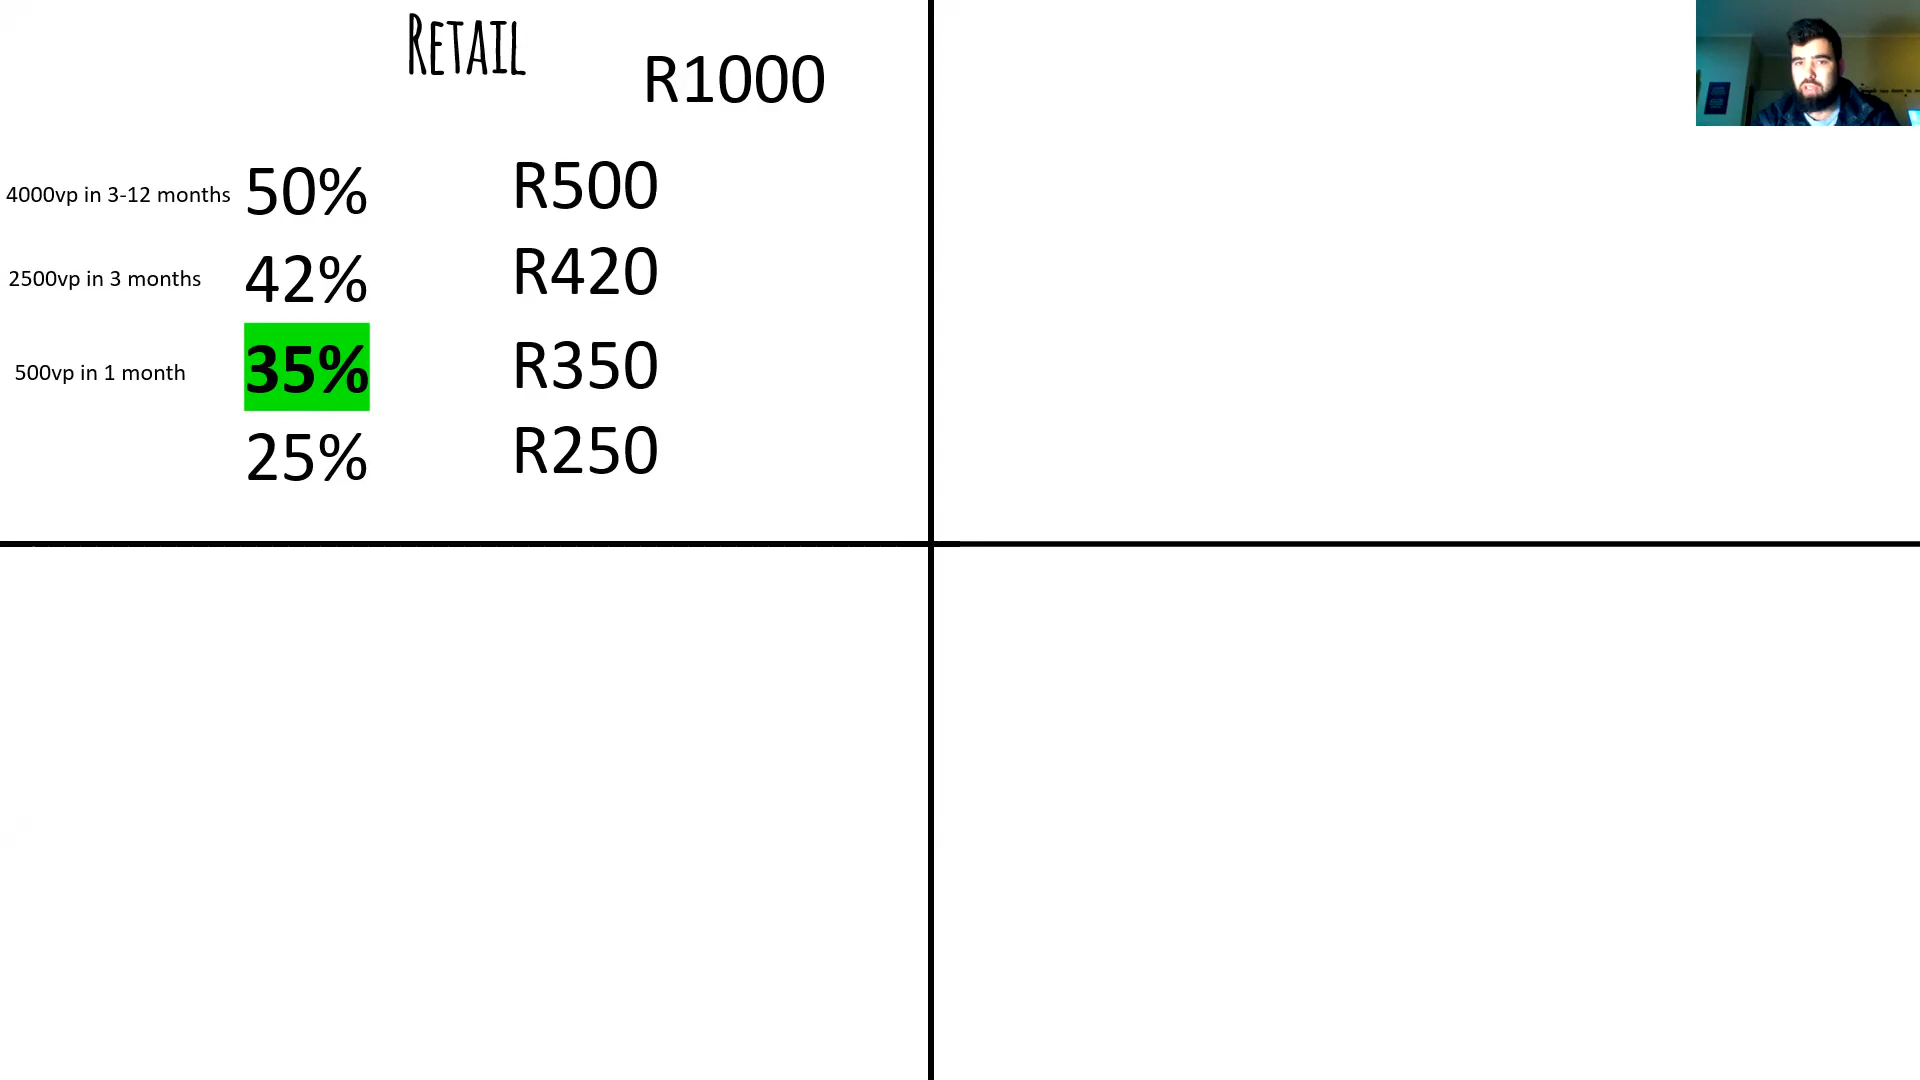 RETAIL
R1000
4000vp in 3-12 months 50% R500
2500vp in 3 months 42% R420
500vp in 1 month 35% R350
25% R250